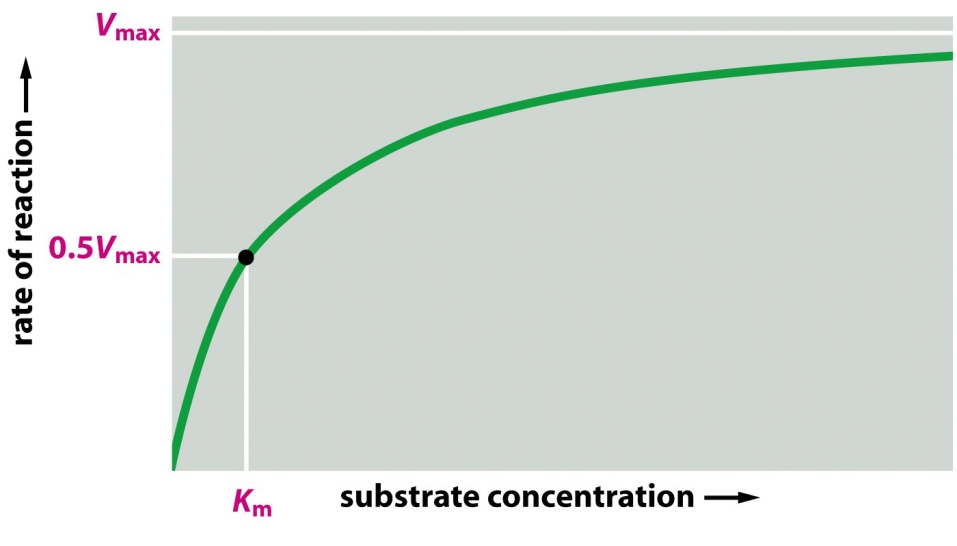 Vmax
rate of reaction
0.5Vmax
Km
substrate concentration